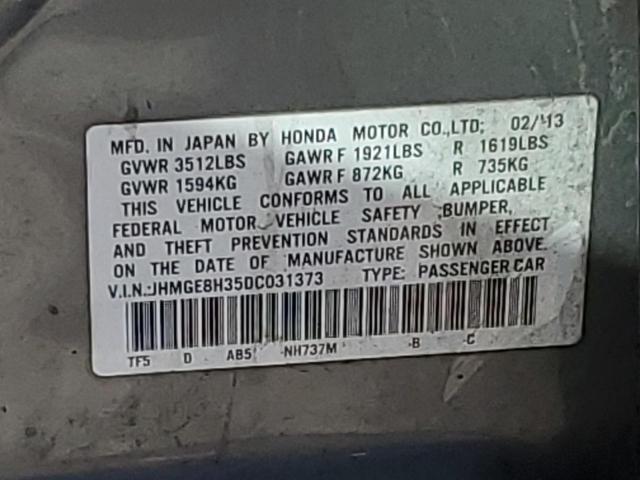 MFD. IN JAPAN BY HONDA MOTOR CO.,LTD; 02/13
GVWR 3512LBS GAWR F 1921LBS R 1619LBS
GVWR 1594KG GAWR F 872KG R 735KG
THIS VEHICLE CONFORMS TO ALL APPLICABLE
FEDERAL MOTOR VEHICLE SAFETY ,BUMPER,
AND THEFT PREVENTION STANDARDS IN EFFECT
ON THE DATE OF MANUFACTURE SHOWN ABOVE.
V.I.N.:JHMGE8H35DC031373 TYPE: PASSENGER CAR
TF5 D AB5 -NH737M -B -C